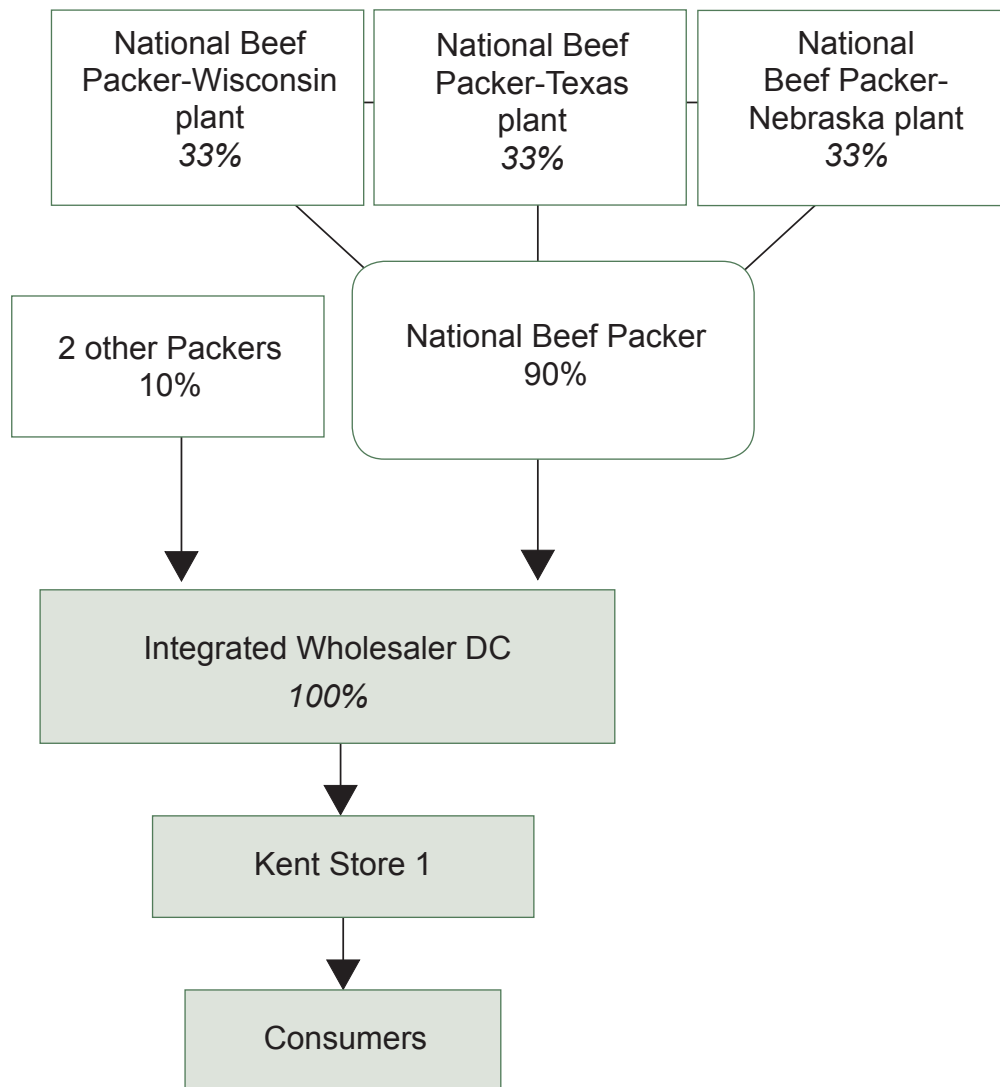 National Beef
Packer-Wisconsin
plant
33%
National Beef
Packer-Texas
plant
33%
National
Beef Packer-
Nebraska plant
33%
2 other Packers
10%
National Beef Packer
90%
Integrated Wholesaler DC
100%
Kent Store 1
Consumers